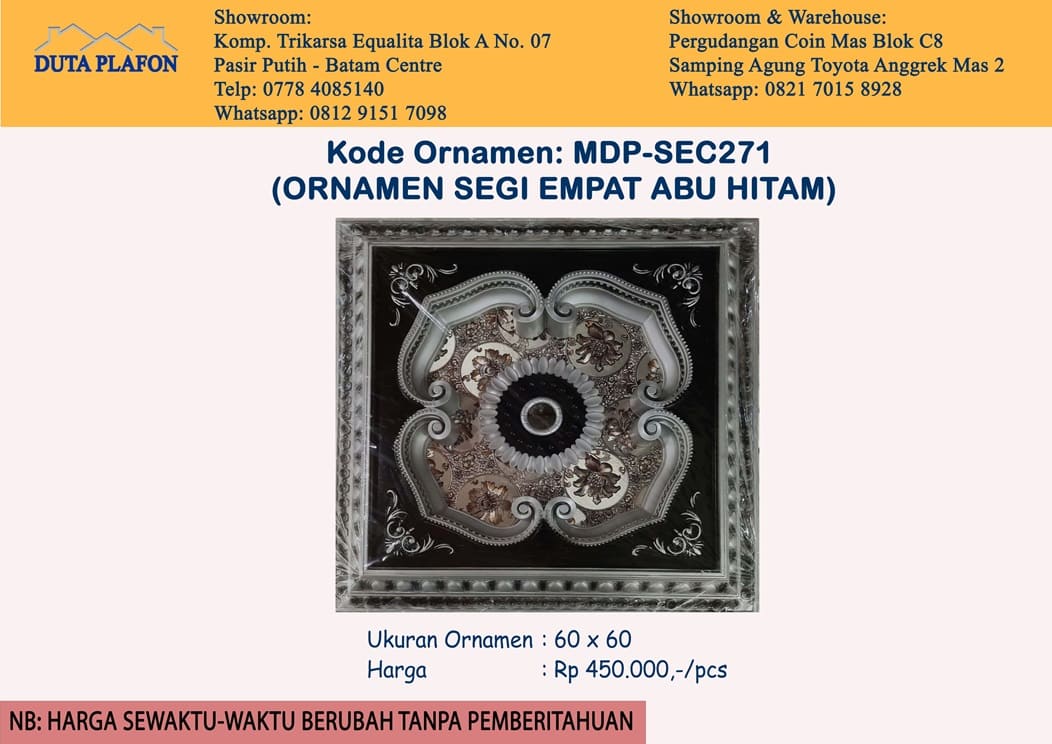 DUTA PLAFON
Showroom:
Komp. Trikarsa Equalita Blok A No. 07
Pasir Putih - Batam Centre
Telp: 0778 4085140
Whatsapp: 0812 9151 7098
Showroom & Warehouse:
Pergudangan Coin Mas Blok C8
Samping Agung Toyota Anggrek Mas 2
Whatsapp: 0821 7015 8928
Kode Ornamen: MDP-SEC271
(ORNAMEN SEGI EMPAT ABU HITAM)
Ukuran Ornamen : 60 x 60
Harga : Rp 450.000,-/pcs
NB: HARGA SEWAKTU-WAKTU BERUBAH TANPA PEMBERITAHUAN